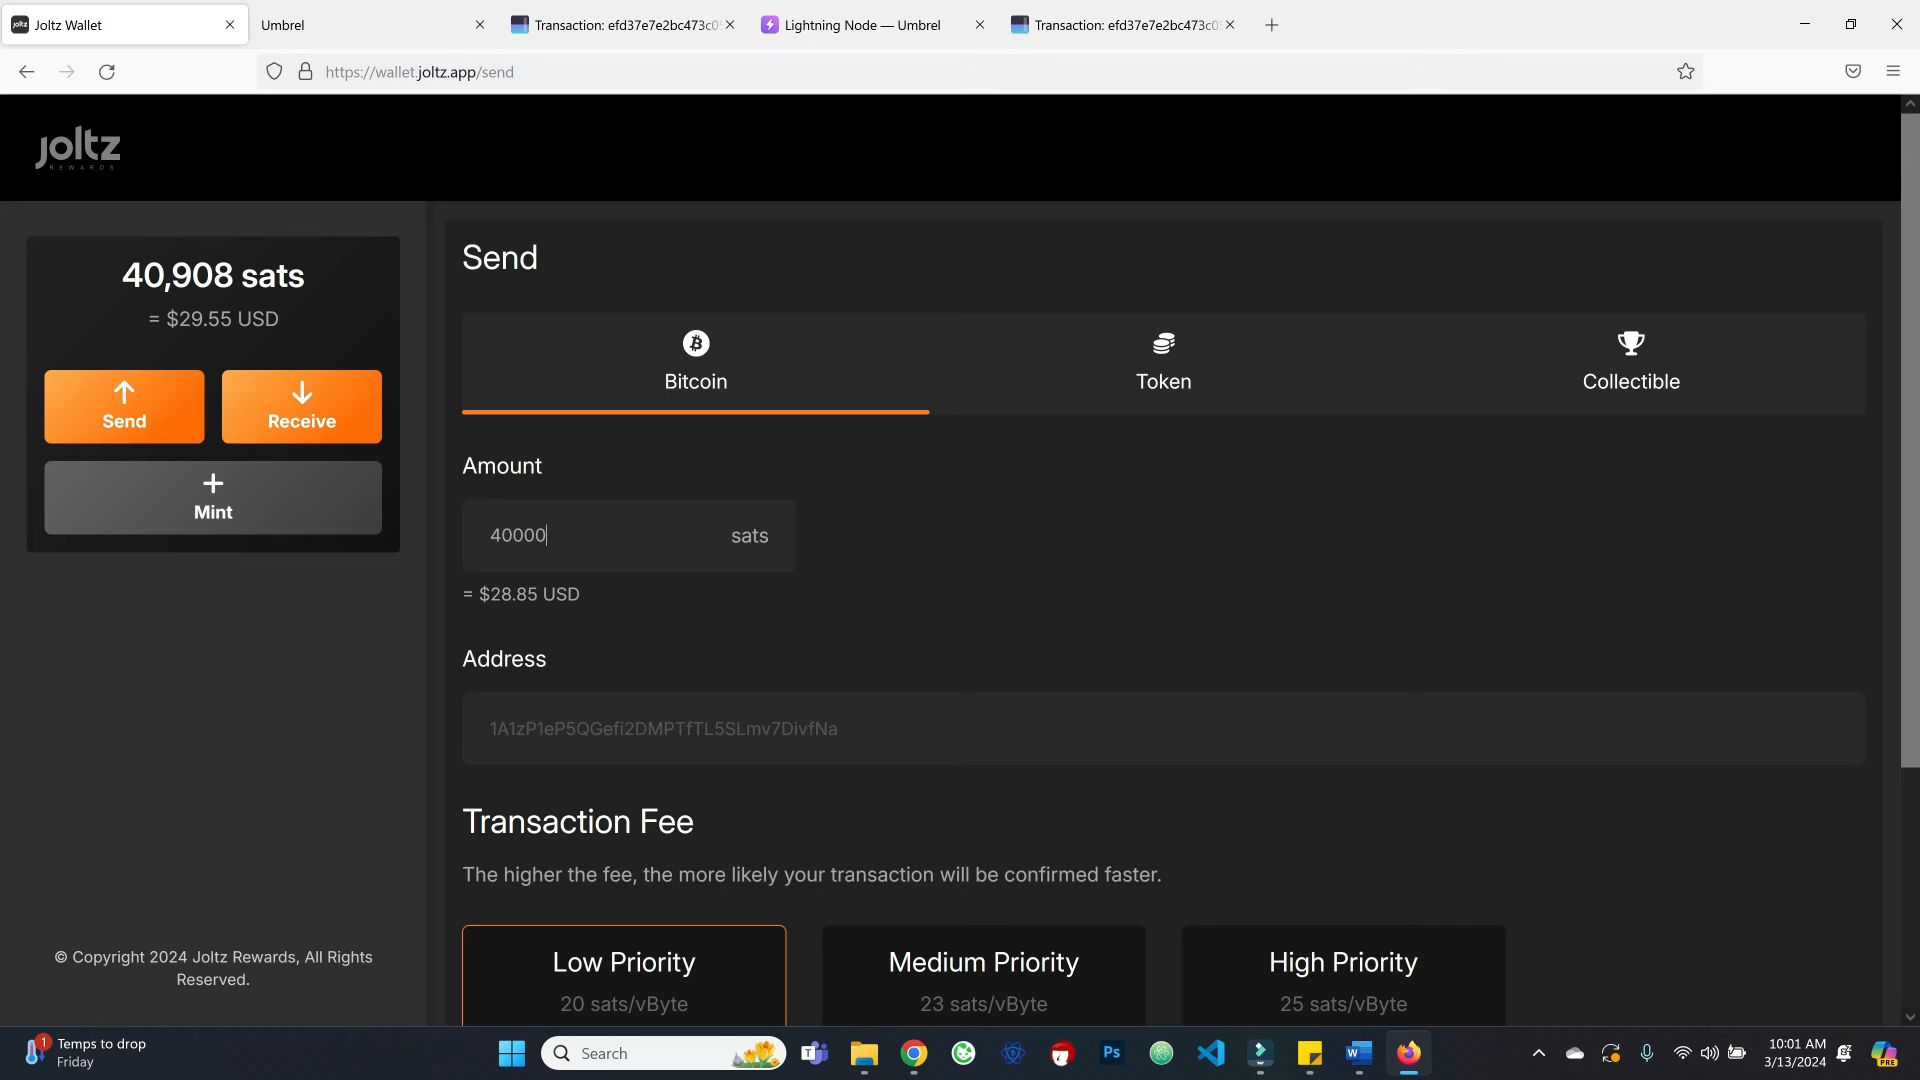 Joltz Wallet
Umbrel
Transaction: efd37e7e2bc473c0
Lightning Node — Umbrel
Transaction: efd37e7e2bc473c0
https://wallet.joltz.app/send
joltz
REWARDS
40,908 sats
= $29.55 USD
Send
Receive
Mint
© Copyright 2024 Joltz Rewards, All Rights
Reserved.
Send
Bitcoin
Token
Collectible
Amount
40000
sats
= $28.85 USD
Address
1A1zP1eP5QGefi2DMPTfTL5SLmv7DivfNa
Transaction Fee
The higher the fee, the more likely your transaction will be confirmed faster.
Low Priority
20 sats/vByte
Medium Priority
23 sats/vByte
High Priority
25 sats/vByte
1
Temps to drop
Friday
Search
Ps
10:01 AM
3/13/2024
PRE